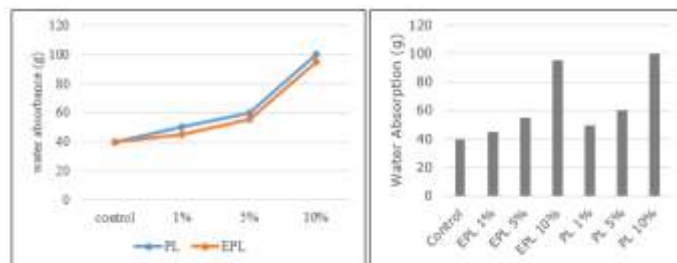 120
100
80
60
40
20
0
water absorbance (g)
control 1% 5% 10%
PL EPL
120
100
80
60
40
20
0
Water Absorption (g)
Control
EPL 1%
EPL 5%
EPL 10%
PL 1%
PL 5%
PL 10%